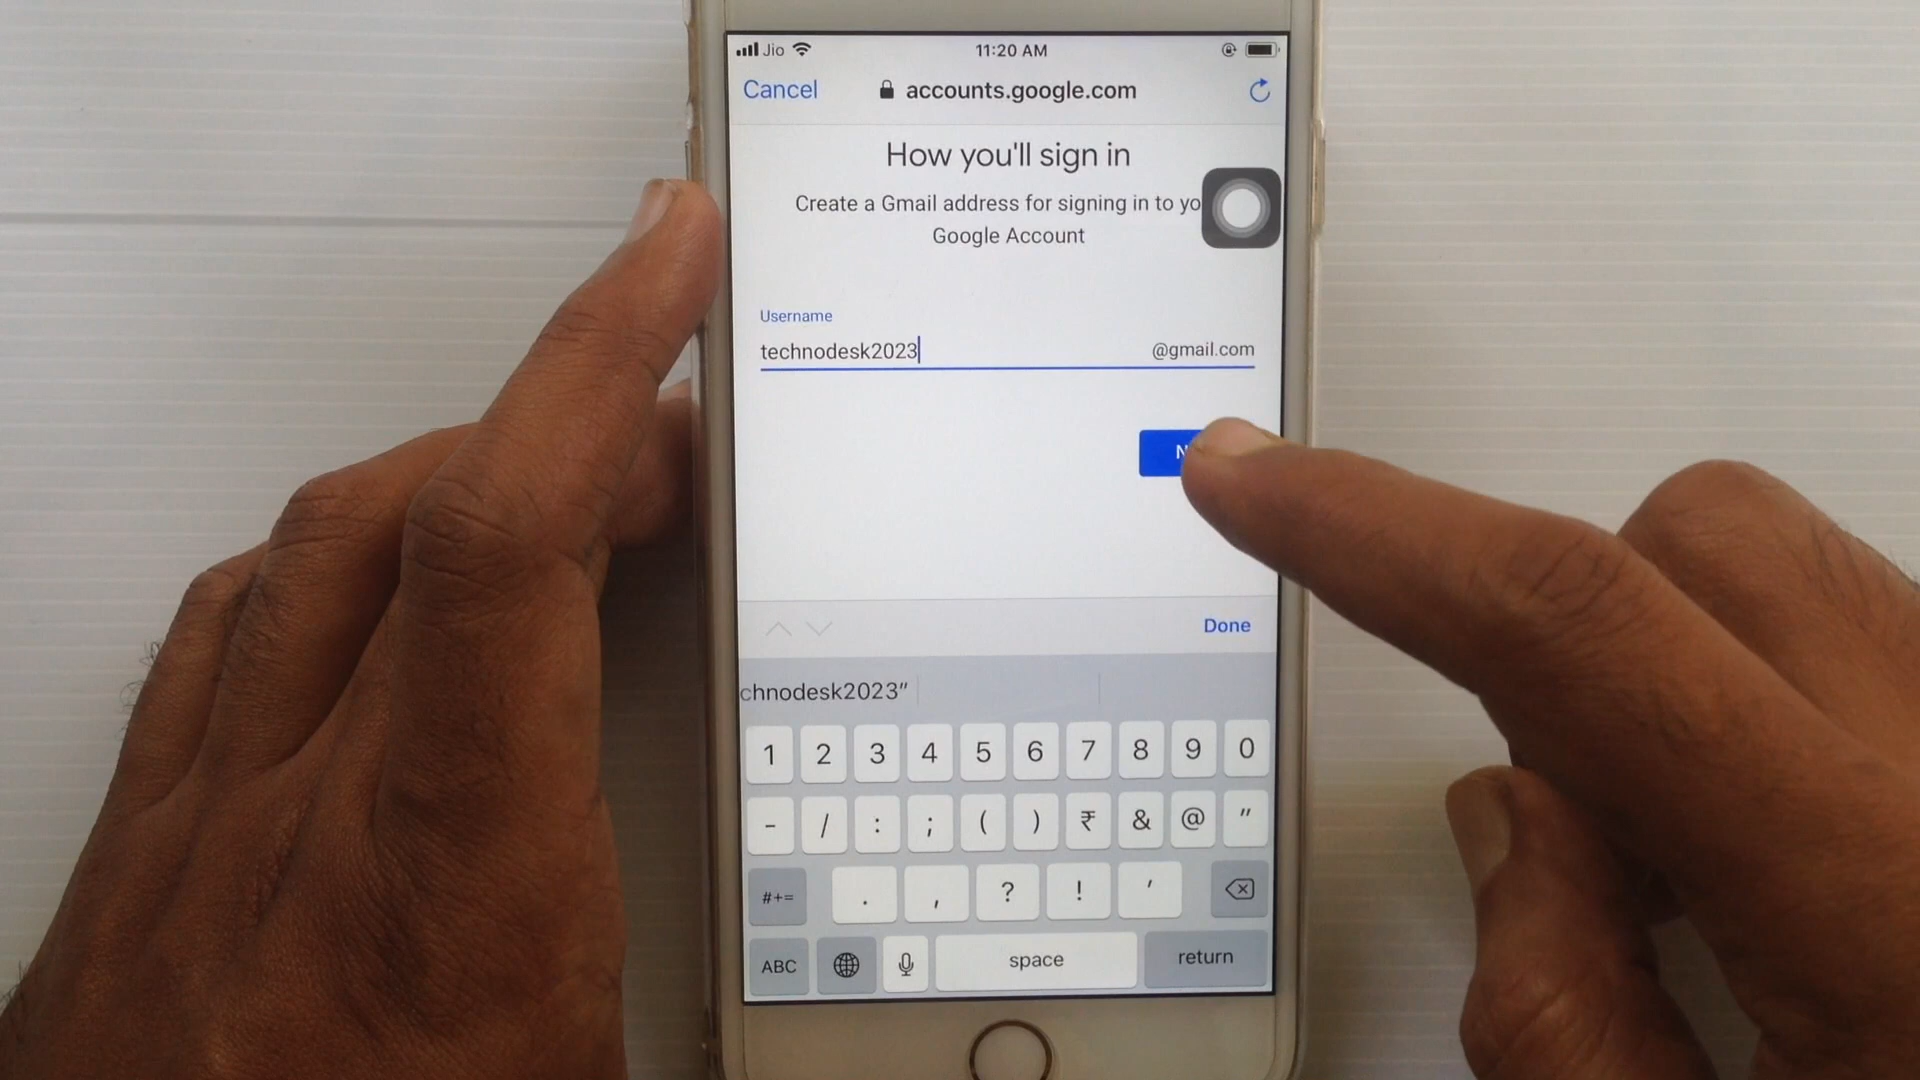 Jio 11:20 AM
Cancel accounts.google.com
How you'll sign in
Create a Gmail address for signing in to yo
Google Account
Username
technodesk2023 @gmail.com
N
Done
chnodesk2023"
1 2 3 4 5 6 7 8 9 0
- / : ; ( ) ₹ & @ "
#+= . , ? ! '
ABC space return